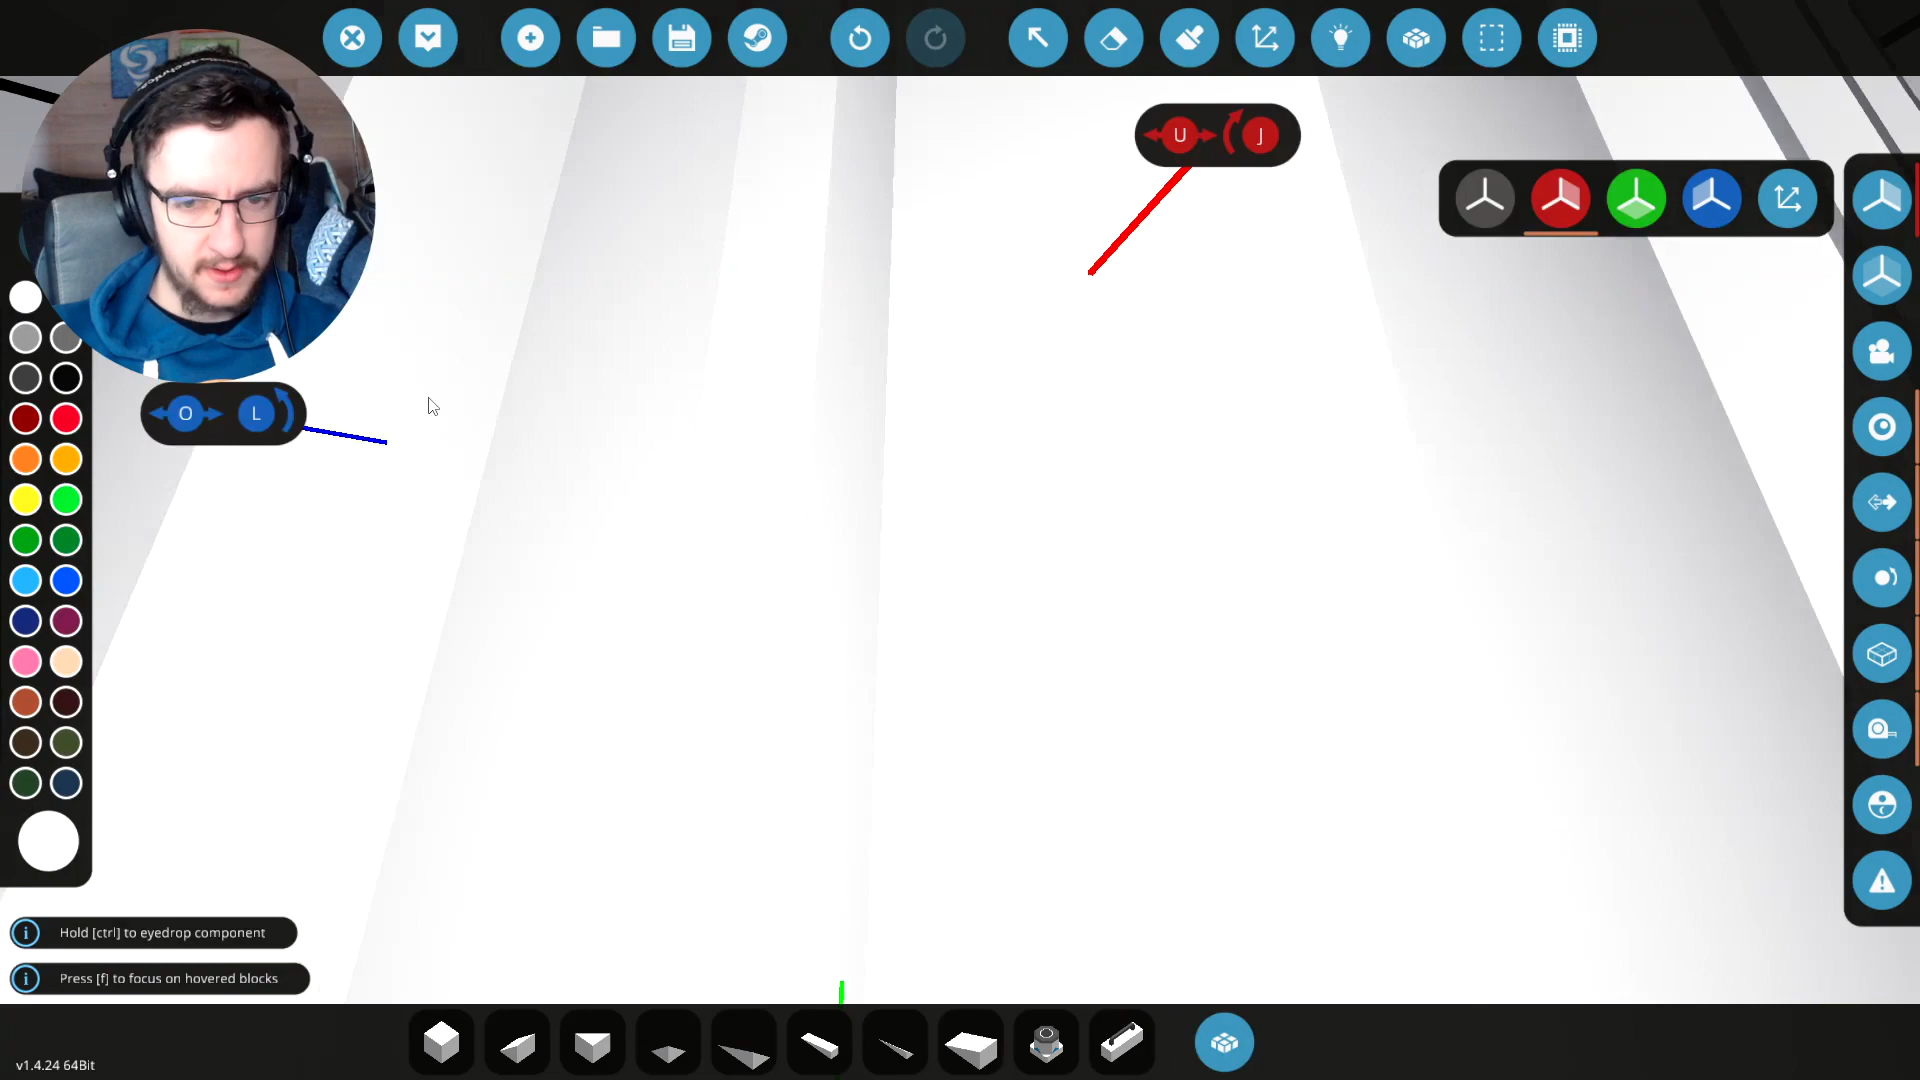 U J
O L
Hold [ctrl] to eyedrop component
Press [f] to focus on hovered blocks
v1.4.24 64Bit